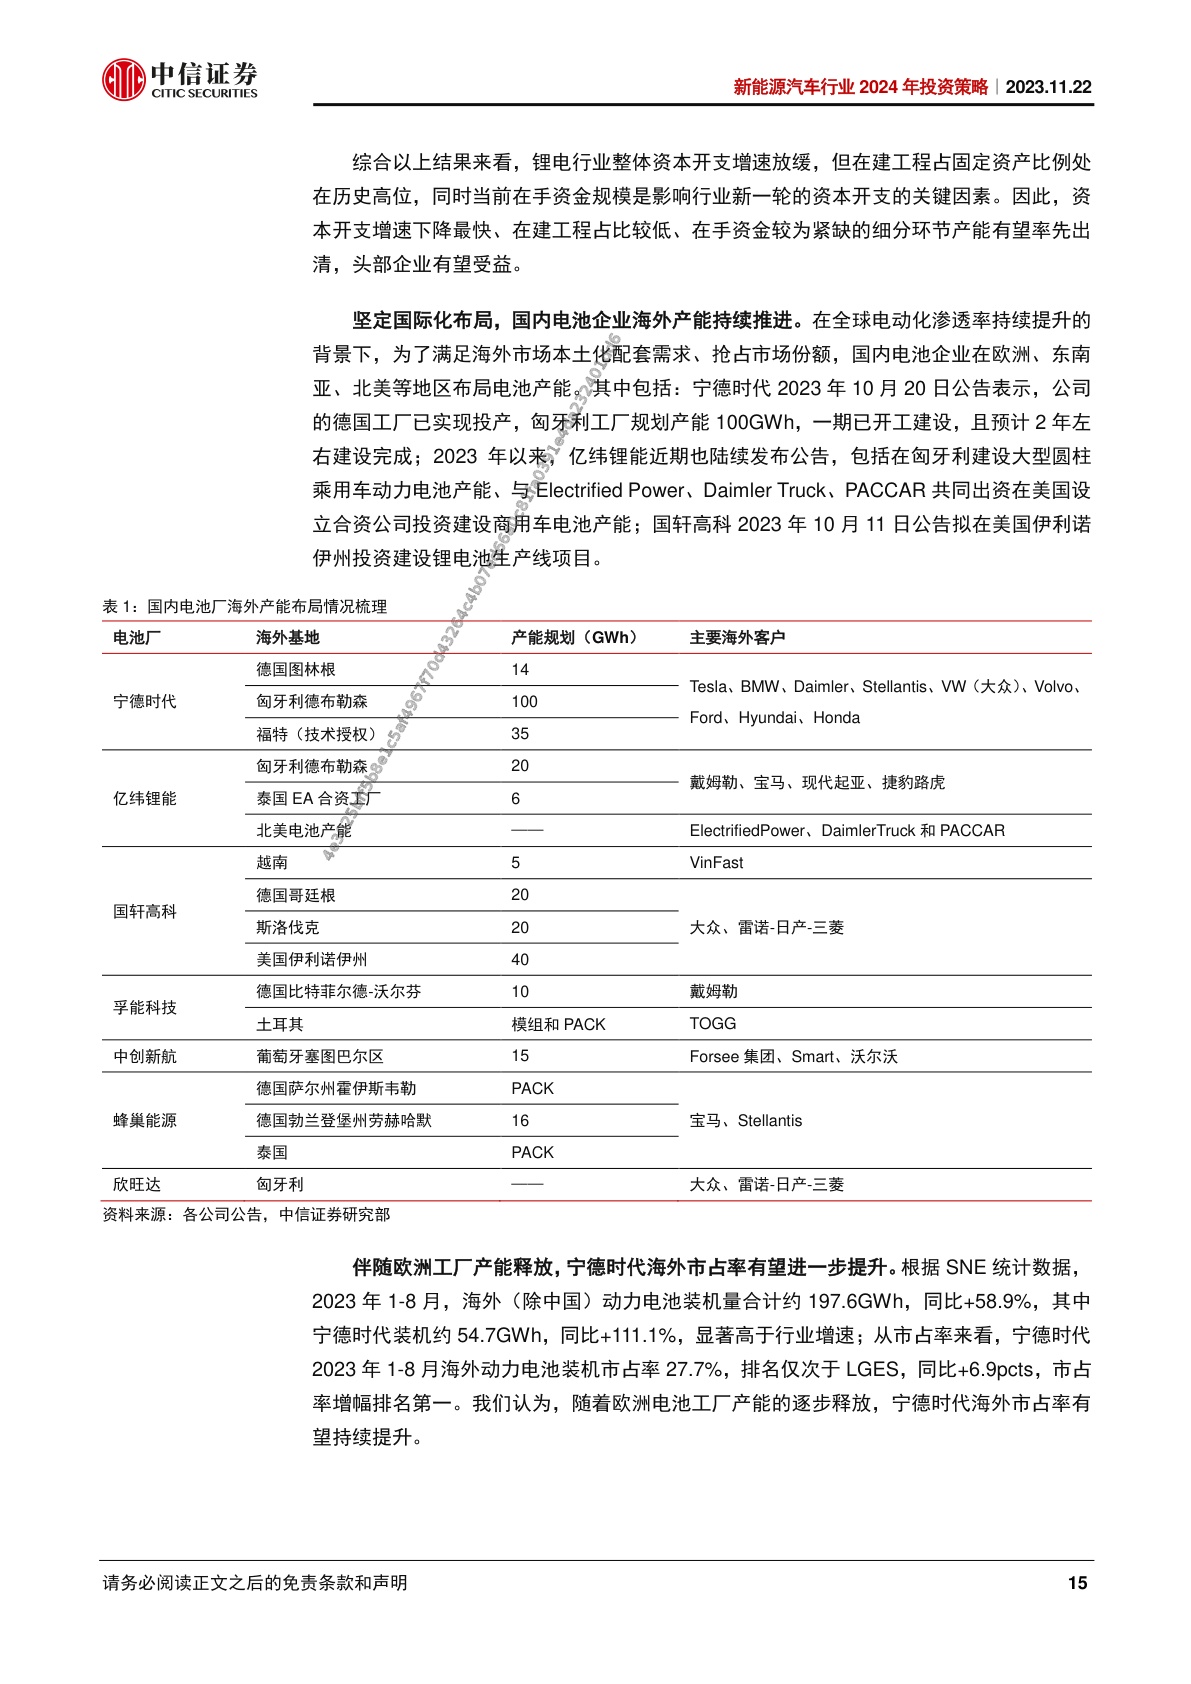 中信证券
CITIC SECURITIES
新能源汽车行业 2024 年投资策略｜2023.11.22
综合以上结果来看，锂电行业整体资本开支增速放缓，但在建工程占固定资产比例处
在历史高位，同时当前在手资金规模是影响行业新一轮的资本开支的关键因素。因此，资
本开支增速下降最快、在建工程占比较低、在手资金较为紧缺的细分环节产能有望率先出
清，头部企业有望受益。
坚定国际化布局，国内电池企业海外产能持续推进。在全球电动化渗透率持续提升的
背景下，为了满足海外市场本土化配套需求、抢占市场份额，国内电池企业在欧洲、东南
亚、北美等地区布局电池产能。其中包括：宁德时代 2023 年 10 月 20 日公告表示，公司
的德国工厂已实现投产，匈牙利工厂规划产能 100GWh，一期已开工建设，且预计 2 年左
右建设完成；2023 年以来，亿纬锂能近期也陆续发布公告，包括在匈牙利建设大型圆柱
乘用车动力电池产能、与 Electrified Power、Daimler Truck、PACCAR 共同出资在美国设
立合资公司投资建设商用车电池产能；国轩高科 2023 年 10 月 11 日公告拟在美国伊利诺
伊州投资建设锂电池生产线项目。
表 1：国内电池厂海外产能布局情况梳理
电池厂 海外基地 产能规划（GWh） 主要海外客户
宁德时代 德国图林根 14 Tesla、BMW、Daimler、Stellantis、VW（大众）、Volvo、
匈牙利德布勒森 100 Ford、Hyundai、Honda
福特（技术授权） 35
亿纬锂能 匈牙利德布勒森 20 戴姆勒、宝马、现代起亚、捷豹路虎
泰国 EA 合资工厂 6
北美电池产能 —— ElectrifiedPower、DaimlerTruck 和 PACCAR
国轩高科 越南 5 VinFast
德国哥廷根 20 大众、雷诺-日产-三菱
斯洛伐克 20
美国伊利诺伊州 40
孚能科技 德国比特菲尔德-沃尔芬 10 戴姆勒
土耳其 模组和 PACK TOGG
中创新航 葡萄牙塞图巴尔区 15 Forsee 集团、Smart、沃尔沃
蜂巢能源 德国萨尔州霍伊斯韦勒 PACK 宝马、Stellantis
德国勃兰登堡州劳赫哈默 16
泰国 PACK
欣旺达 匈牙利 —— 大众、雷诺-日产-三菱
资料来源：各公司公告，中信证券研究部
伴随欧洲工厂产能释放，宁德时代海外市占率有望进一步提升。根据 SNE 统计数据，
2023 年 1-8 月，海外（除中国）动力电池装机量合计约 197.6GWh，同比+58.9%，其中
宁德时代装机约 54.7GWh，同比+111.1%，显著高于行业增速；从市占率来看，宁德时代
2023 年 1-8 月海外动力电池装机市占率 27.7%，排名仅次于 LGES，同比+6.9pcts，市占
率增幅排名第一。我们认为，随着欧洲电池工厂产能的逐步释放，宁德时代海外市占率有
望持续提升。
请务必阅读正文之后的免责条款和声明 15